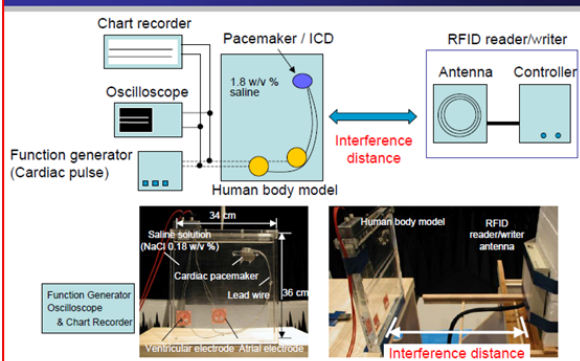 Chart recorder
Pacemaker / ICD
RFID reader/writer
1.8 w/v %
saline
Antenna
Controller
Oscilloscope
Interference
distance
Function generator
(Cardiac pulse)
Human body model
34 cm
Saline solution
(NaCl 0.18 w/v %)
Cardiac pacemaker
Lead wire
36 cm
Ventricular electrode
Atrial electrode
Function Generator
Oscilloscope
& Chart Recorder
Human body model
RFID
reader/writer
antenna
Interference distance